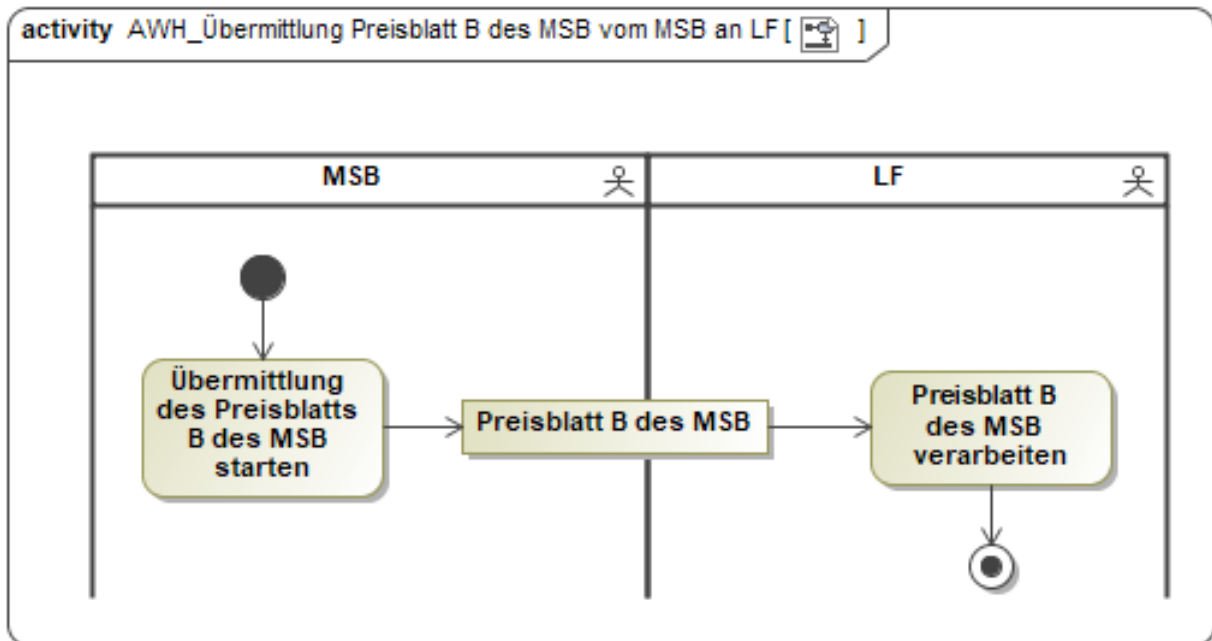 activity AWH_Übermittlung Preisblatt B des MSB vom MSB an LF [ ]
MSB
LF
Übermittlung
des Preisblatts
B des MSB
starten
Preisblatt B des MSB
Preisblatt B
des MSB
verarbeiten